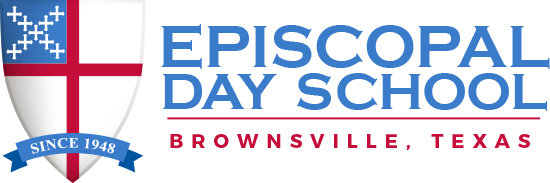 EPISCOPAL
DAY SCHOOL
BROWNSVILLE, TEXAS
SINCE 1948